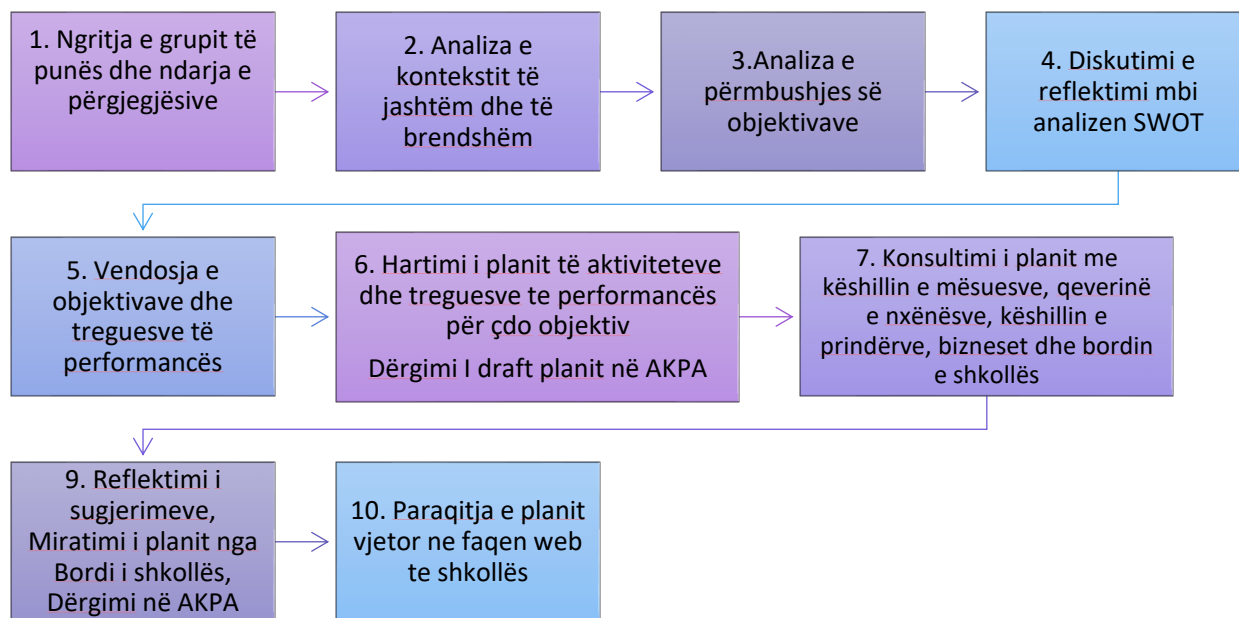 1. Ngritja e grupit të
punës dhe ndarja e
përgjegjësive
2. Analiza e
kontekstit të
jashtëm dhe të
brendshëm
3.Analiza e
përmbushjes së
objektivave
4. Diskutimi e
reflektimi mbi
analizen SWOT
5. Vendosja e
objektivave dhe
treguesve të
performancës
6. Hartimi i planit të aktiviteteve
dhe treguesve te performancës
për çdo objektiv
Dërgimi I draft planit në AKPA
7. Konsultimi i planit me
këshillin e mësuesve, qeverinë
e nxënësve, këshillin e
prindërve, bizneset dhe bordin
e shkollës
9. Reflektimi i
sugjerimeve,
Miratimi i planit nga
Bordi i shkollës,
Dërgimi në AKPA
10. Paraqitja e planit
vjetor ne faqen web
te shkollës